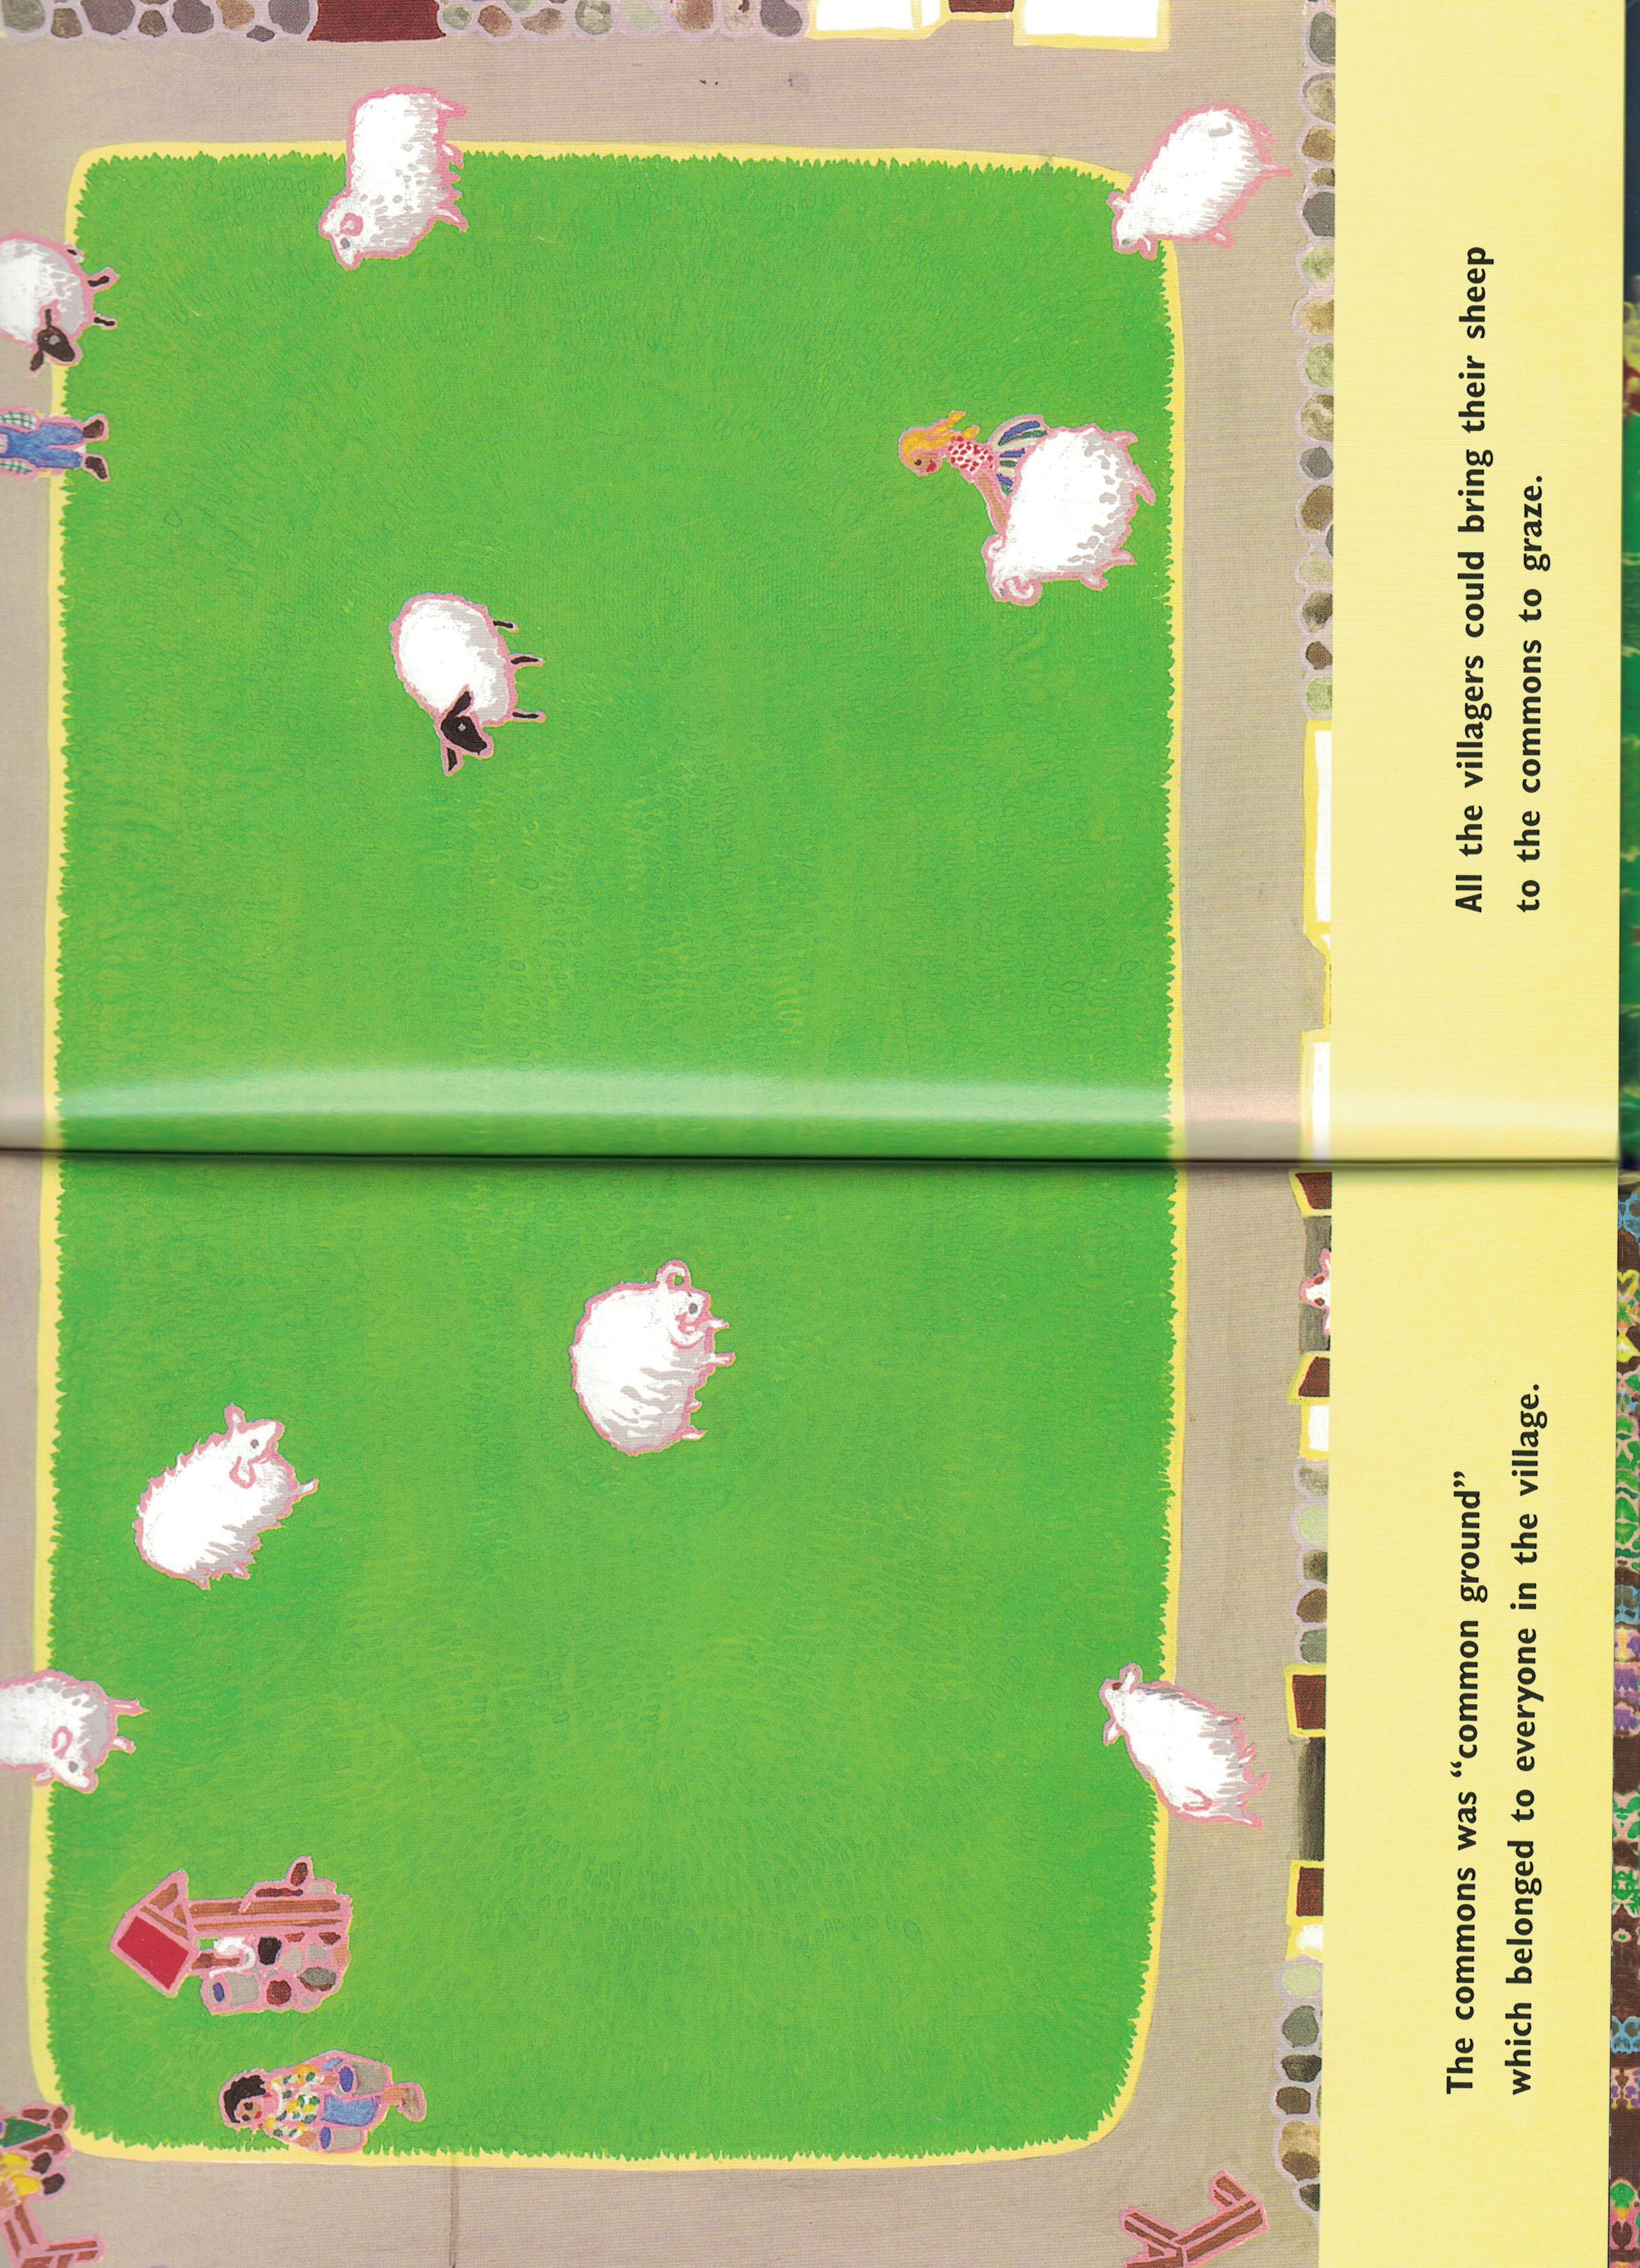 The commons was “common ground”
which belonged to everyone in the village.
All the villagers could bring their sheep
to the commons to graze.